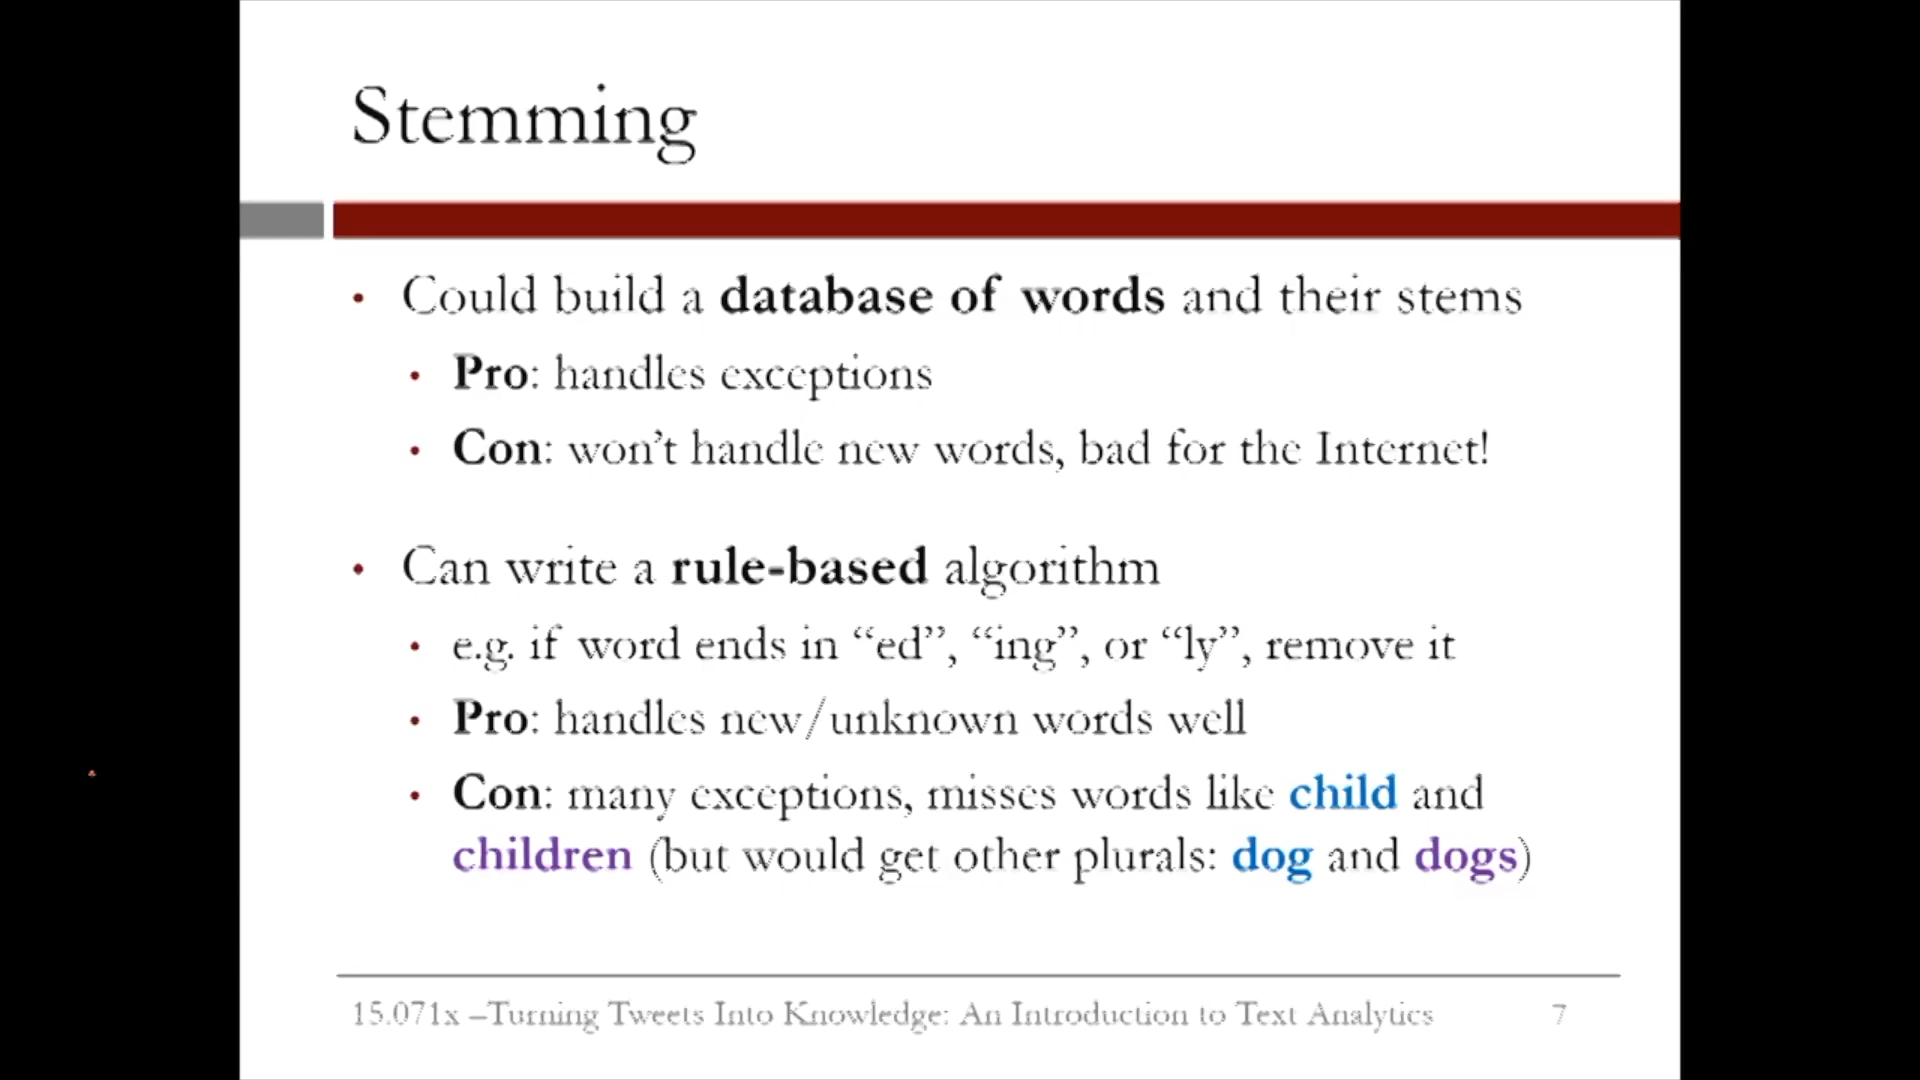 Stemming
• Could build a database of words and their stems
• Pro: handles exceptions
• Con: won’t handle new words, bad for the Internet!
• Can write a rule-based algorithm
• e.g. if word ends in “ed”, “ing”, or “ly”, remove it
• Pro: handles new/unknown words well
• Con: many exceptions, misses words like child and
children (but would get other plurals: dog and dogs)
15.071x –Turning Tweets Into Knowledge: An Introduction to Text Analytics 7